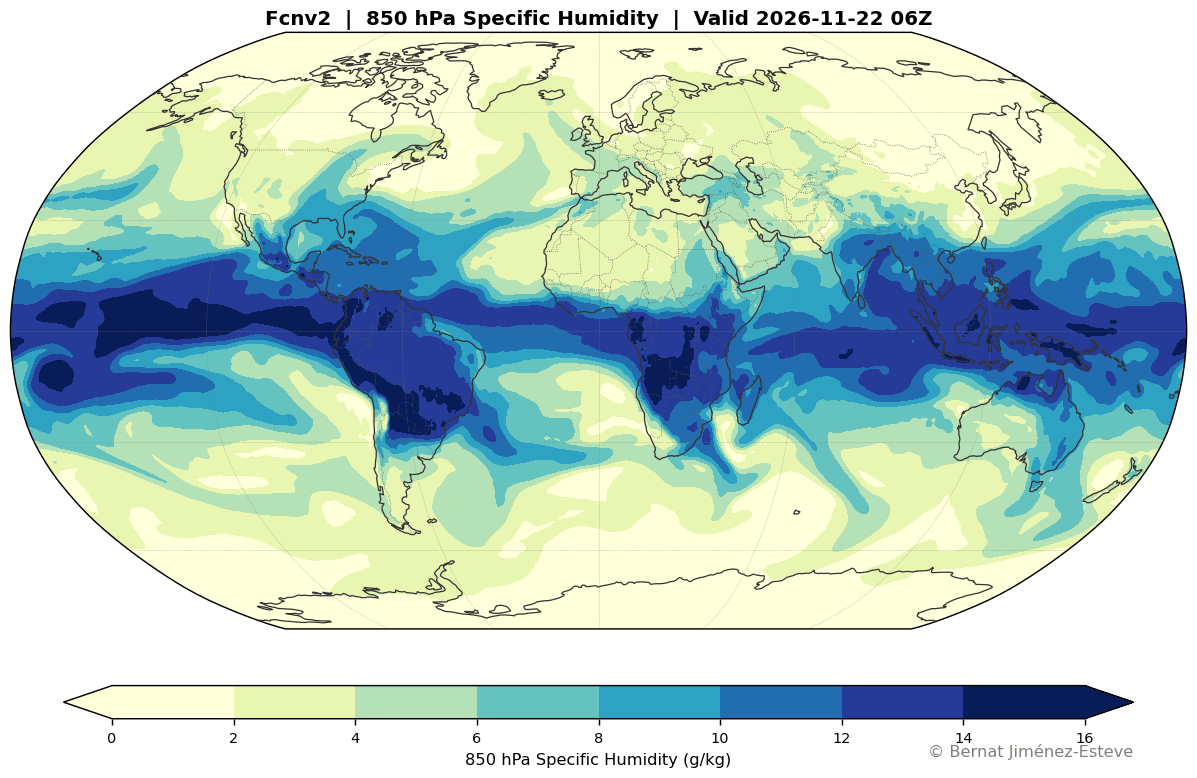 Fcnv2 | 850 hPa Specific Humidity | Valid 2026-11-22 06Z
0 2 4 6 8 10 12 14 16
850 hPa Specific Humidity (g/kg)
© Bernat Jiménez-Esteve